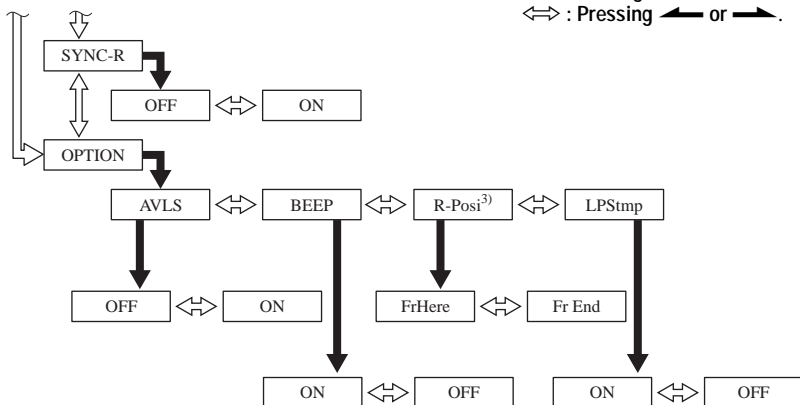 ⇔ : Pressing ← or →.
SYNC-R
OFF ⇔ ON
OPTION
AVLS ⇔ BEEP ⇔ R-Posi3) ⇔ LPStmp
OFF ⇔ ON FrHere ⇔ Fr End
ON ⇔ OFF ON ⇔ OFF